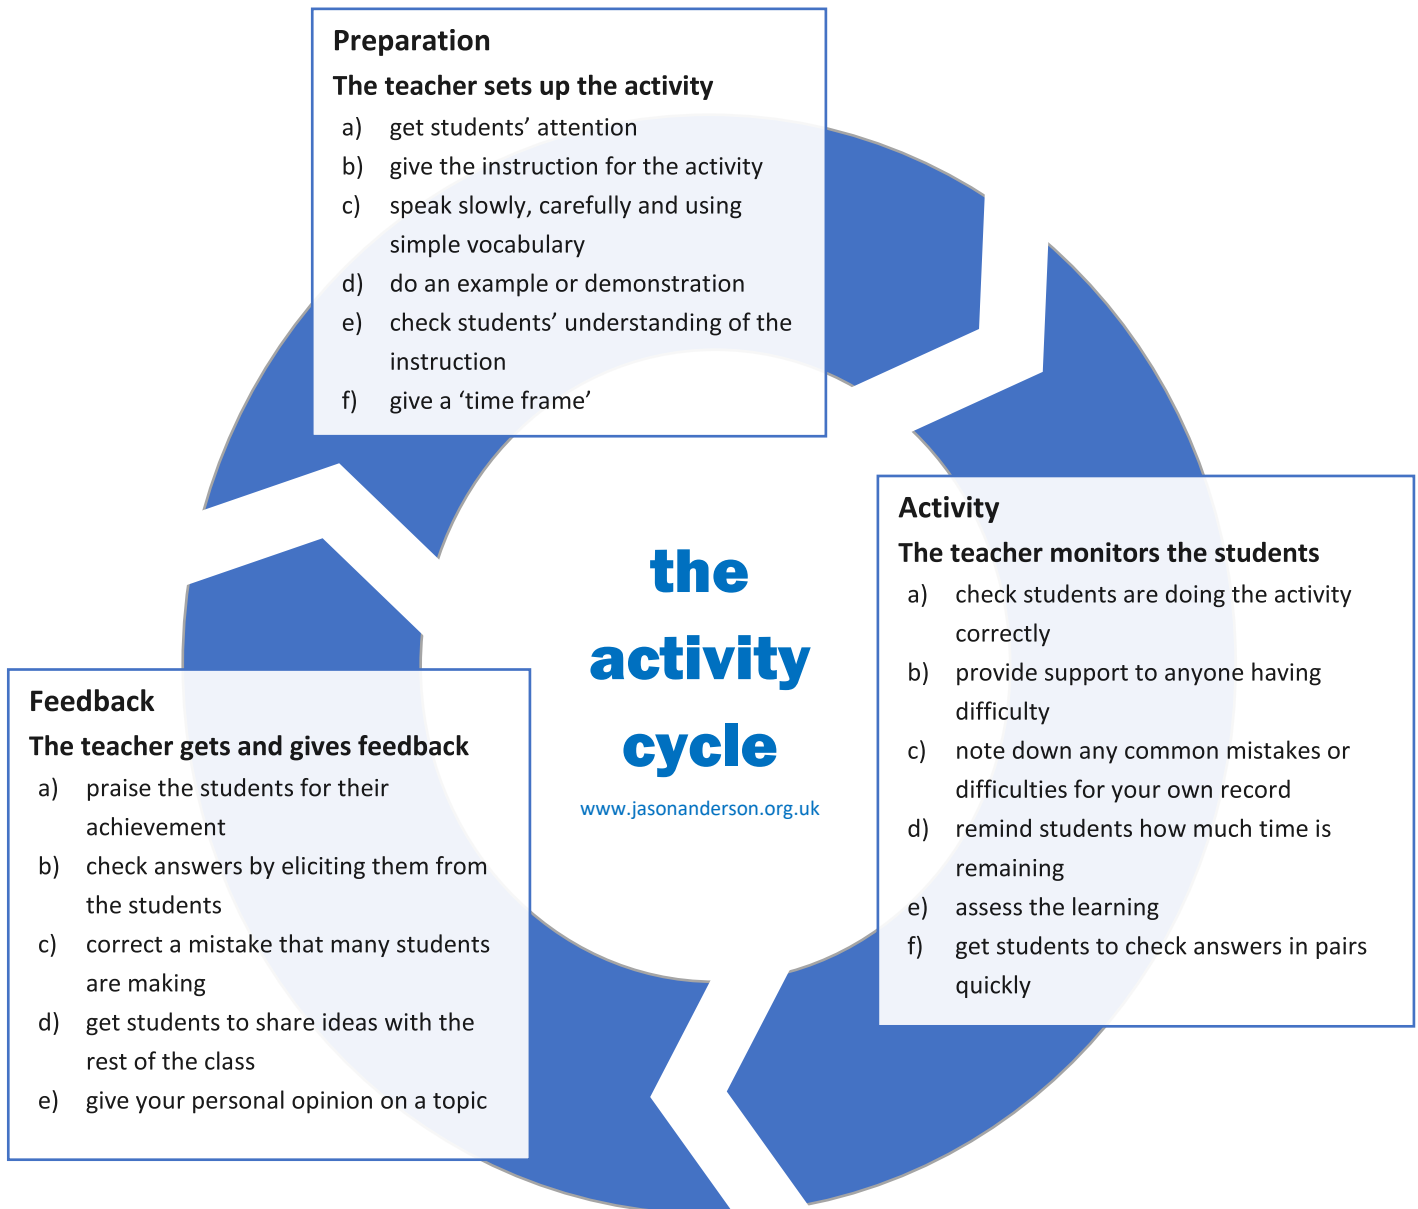 Preparation
The teacher sets up the activity
a) get students’ attention
b) give the instruction for the activity
c) speak slowly, carefully and using
simple vocabulary
d) do an example or demonstration
e) check students’ understanding of the
instruction
f) give a ‘time frame’
Activity
The teacher monitors the students
a) check students are doing the activity
correctly
b) provide support to anyone having
difficulty
c) note down any common mistakes or
difficulties for your own record
d) remind students how much time is
remaining
e) assess the learning
f) get students to check answers in pairs
quickly
Feedback
The teacher gets and gives feedback
a) praise the students for their
achievement
b) check answers by eliciting them from
the students
c) correct a mistake that many students
are making
d) get students to share ideas with the
rest of the class
e) give your personal opinion on a topic
the
activity
cycle
www.jasonanderson.org.uk